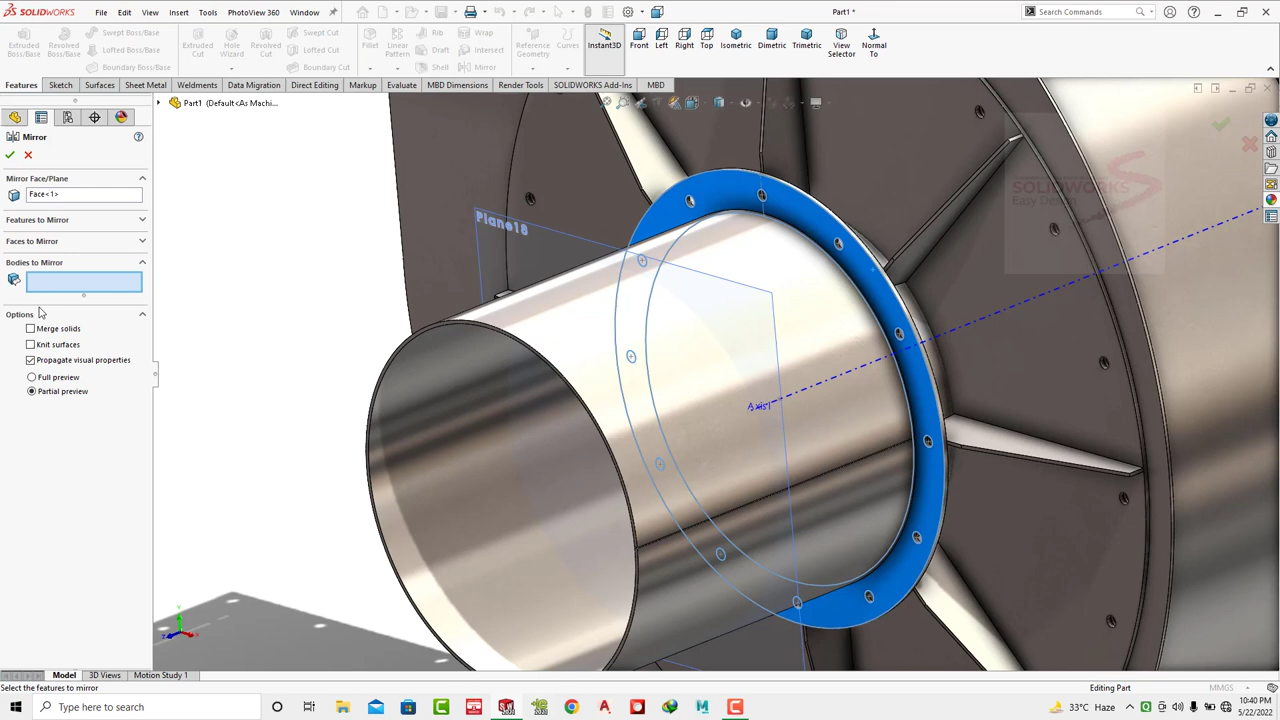 SOLIDWORKS
File Edit View Insert Tools PhotoView 360 Window
Part1 *
Search Commands
Extruded Boss/Base
Revolved Boss/Base
Swept Boss/Base
Lofted Boss/Base
Boundary Boss/Base
Extruded Cut
Hole Wizard
Revolved Cut
Swept Cut
Lofted Cut
Boundary Cut
Fillet
Linear Pattern
Rib
Draft
Shell
Wrap
Intersect
Mirror
Reference Geometry
Curves
Instant3D
Front
Left
Right
Top
Isometric
Dimetric
Trimetric
View Selector
Normal To
Features Sketch Surfaces Sheet Metal Weldments Data Migration Direct Editing Markup Evaluate MBD Dimensions Render Tools SOLIDWORKS Add-Ins MBD
Part1 (Default<As Machi...
Mirror
Mirror Face/Plane
Face<1>
Features to Mirror
Faces to Mirror
Bodies to Mirror
Options
Merge solids
Knit surfaces
Propagate visual properties
Full preview
Partial preview
Plane18
Axis1
SOLIDWORKS
Easy Design
Model 3D Views Motion Study 1
Select the features to mirror
Editing Part
MMGS
Type here to search
33°C Haze
10:40 PM
5/22/2022